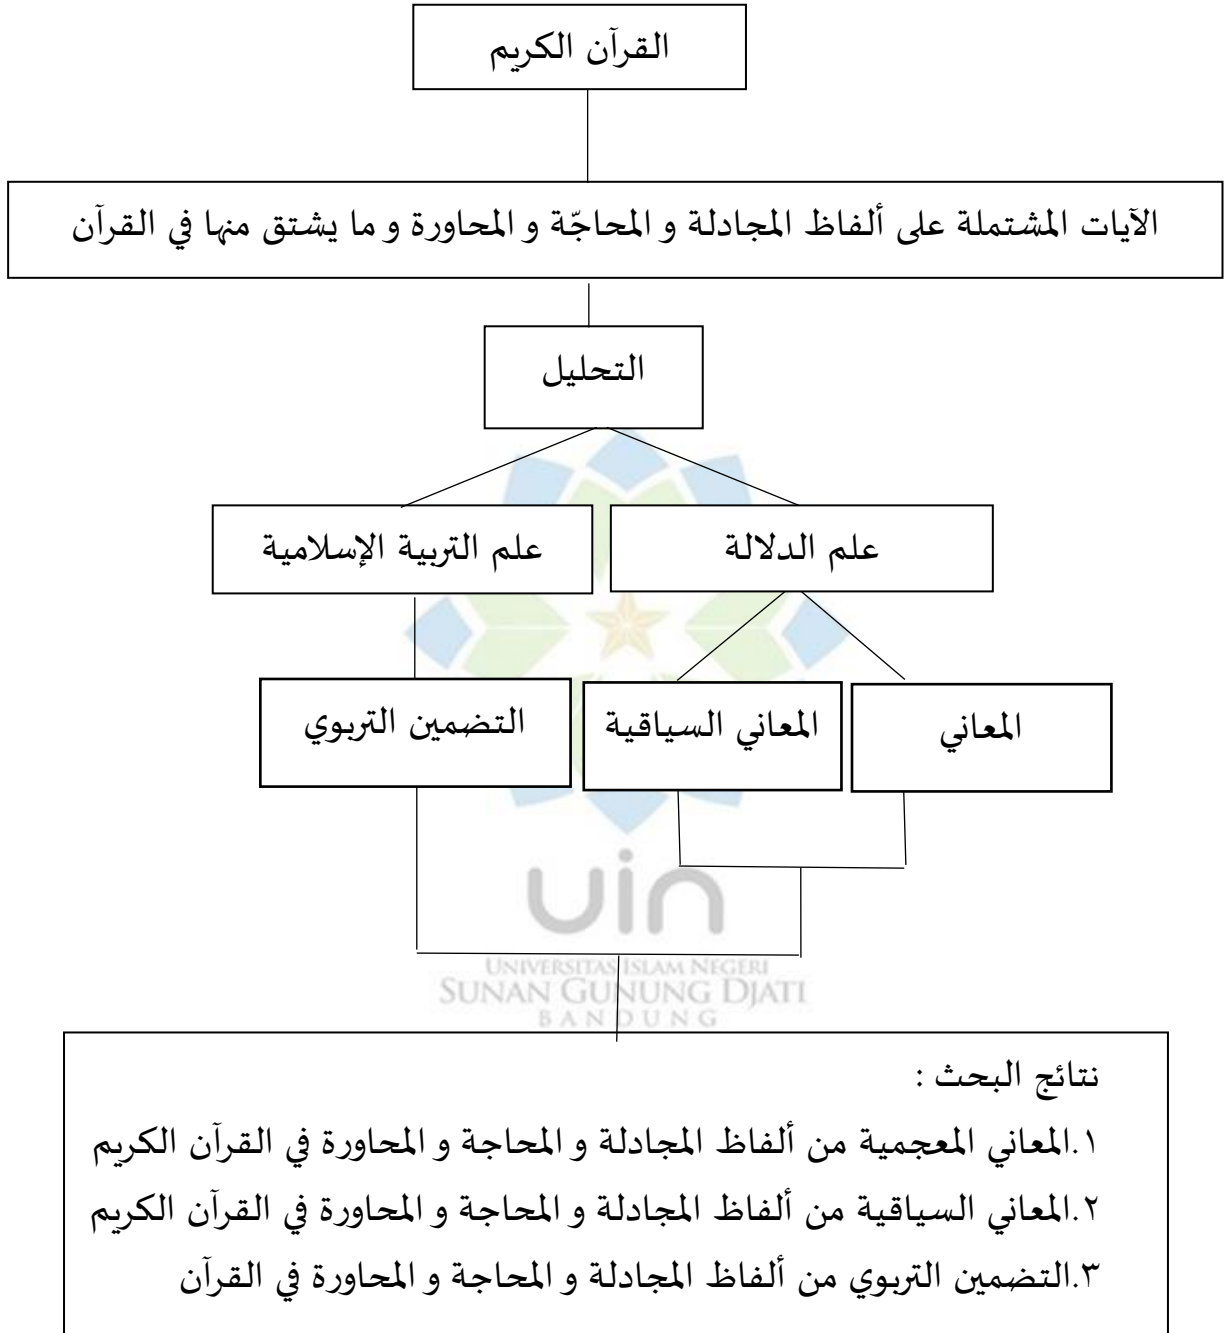 القرآن الكريم
الآيات المشتملة على ألفاظ المجادلة و المحاجّة و المحاورة و ما يشتق منها في القرآن
التحليل
علم الدلالة
علم التربية الإسلامية
المعاني
المعاني السياقية
التضمين التربوي
uin
UNIVERSITAS ISLAM NEGERI
SUNAN GUNUNG DJATI
BANDUNG
نتائج البحث :
١.المعاني المعجمية من ألفاظ المجادلة و المحاجة و المحاورة في القرآن الكريم
٢.المعاني السياقية من ألفاظ المجادلة و المحاجة و المحاورة في القرآن الكريم
٣.التضمين التربوي من ألفاظ المجادلة و المحاجة و المحاورة في القرآن